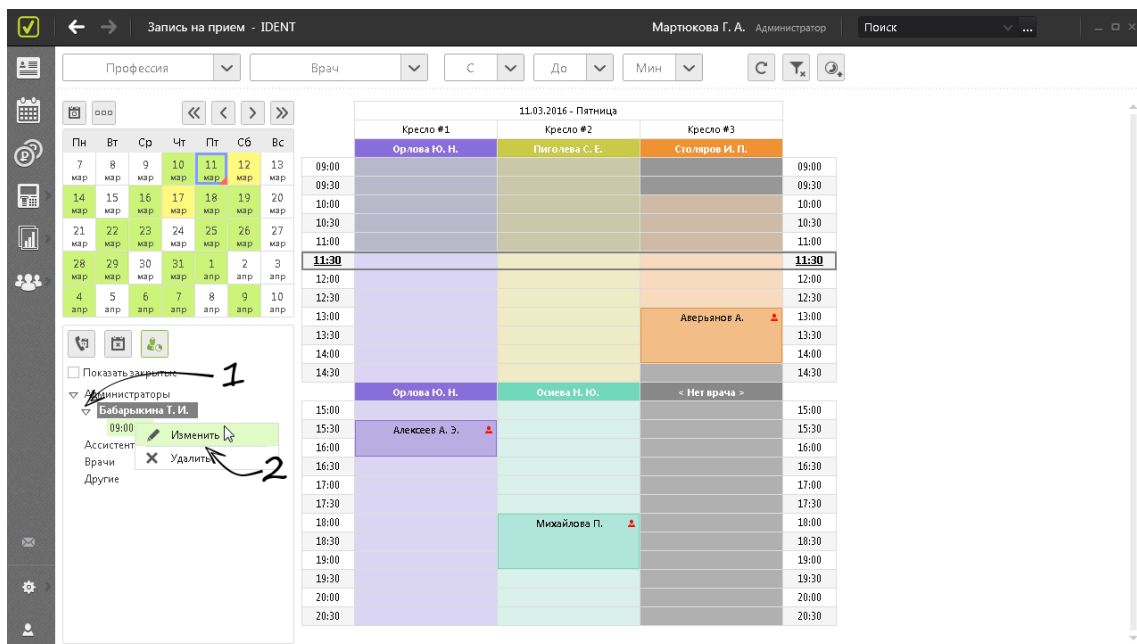 Запись на прием - IDENT
Мартюкова Г. А. Администратор
Поиск
...
Профессия
Врач
С
До
Мин
Пн Вт Ср Чт Пт Сб Вс
7 8 9 10 11 12 13
мар мар мар мар мар мар мар
14 15 16 17 18 19 20
мар мар мар мар мар мар мар
21 22 23 24 25 26 27
мар мар мар мар мар мар мар
28 29 30 31 1 2 3
мар мар мар мар апр апр апр
4 5 6 7 8 9 10
апр апр апр апр апр апр апр
Показать закрытые
1
Администраторы
Бабарыкина Т. И.
09:00
Изменить
Удалить
2
Ассистент
Врачи
Другие
11.03.2016 - Пятница
Кресло #1 Кресло #2 Кресло #3
Орлова Ю. Н. Пиголева С. Е. Столяров И. П.
09:00 09:00
09:30 09:30
10:00 10:00
10:30 10:30
11:00 11:00
11:30 11:30
12:00 12:00
12:30 12:30
13:00 Аверьянов А. 13:00
13:30 13:30
14:00 14:00
14:30 14:30
Орлова Ю. Н. Осиева Н. Ю. < Нет врача >
15:00 15:00
15:30 Алексеев А. Э. 15:30
16:00 16:00
16:30 16:30
17:00 17:00
17:30 17:30
18:00 Михайлова П. 18:00
18:30 18:30
19:00 19:00
19:30 19:30
20:00 20:00
20:30 20:30